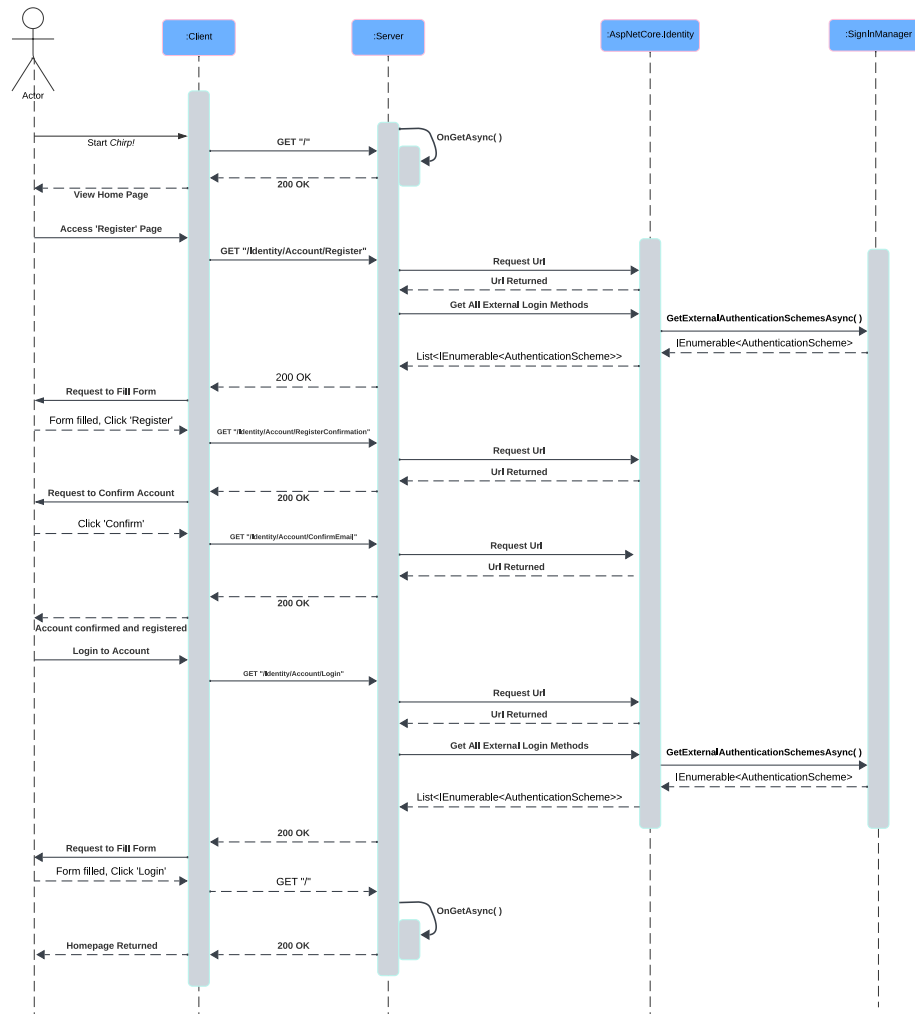 :Client
:Server
:AspNetCore.Identity
:SignInManager
Actor
Start Chirp!
GET "/"
OnGetAsync( )
200 OK
View Home Page
Access 'Register' Page
GET "/Identity/Account/Register"
Request Url
Url Returned
Get All External Login Methods
GetExternalAuthenticationSchemesAsync( )
IEnumerable<AuthenticationScheme>
List<IEnumerable<AuthenticationScheme>>
200 OK
Request to Fill Form
Form filled, Click 'Register'
GET "/Identity/Account/RegisterConfirmation"
Request Url
Url Returned
200 OK
Request to Confirm Account
Click 'Confirm'
GET "/Identity/Account/ConfirmEmail"
Request Url
Url Returned
200 OK
Account confirmed and registered
Login to Account
GET "/Identity/Account/Login"
Request Url
Url Returned
Get All External Login Methods
GetExternalAuthenticationSchemesAsync( )
IEnumerable<AuthenticationScheme>
List<IEnumerable<AuthenticationScheme>>
200 OK
Request to Fill Form
Form filled, Click 'Login'
GET "/"
OnGetAsync( )
200 OK
Homepage Returned